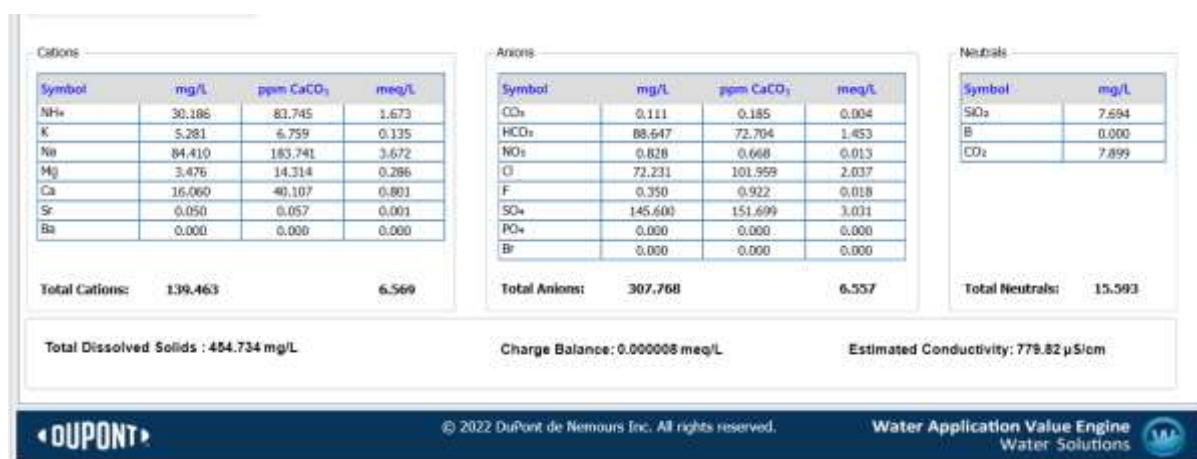 Cations
Symbol mg/L ppm CaCO₃ meq/L
NH₄ 30.186 83.745 1.673
K 5.281 6.759 0.135
Na 84.410 183.741 3.672
Mg 3.476 14.314 0.286
Ca 16.060 40.107 0.801
Sr 0.050 0.057 0.001
Ba 0.000 0.000 0.000
Total Cations: 139.463 6.569
Anions
Symbol mg/L ppm CaCO₃ meq/L
CO₃ 0.111 0.185 0.004
HCO₃ 88.647 72.704 1.453
NO₃ 0.828 0.668 0.013
Cl 72.231 101.959 2.037
F 0.350 0.922 0.018
SO₄ 145.600 151.699 3.031
PO₄ 0.000 0.000 0.000
Br 0.000 0.000 0.000
Total Anions: 307.768 6.557
Neutrals
Symbol mg/L
SiO₂ 7.694
B 0.000
CO₂ 7.899
Total Neutrals: 15.593
Total Dissolved Solids : 454.734 mg/L
Charge Balance: 0.000008 meq/L
Estimated Conductivity: 779.82 µS/cm
DUPONT
© 2022 DuPont de Nemours Inc. All rights reserved.
Water Application Value Engine
Water Solutions